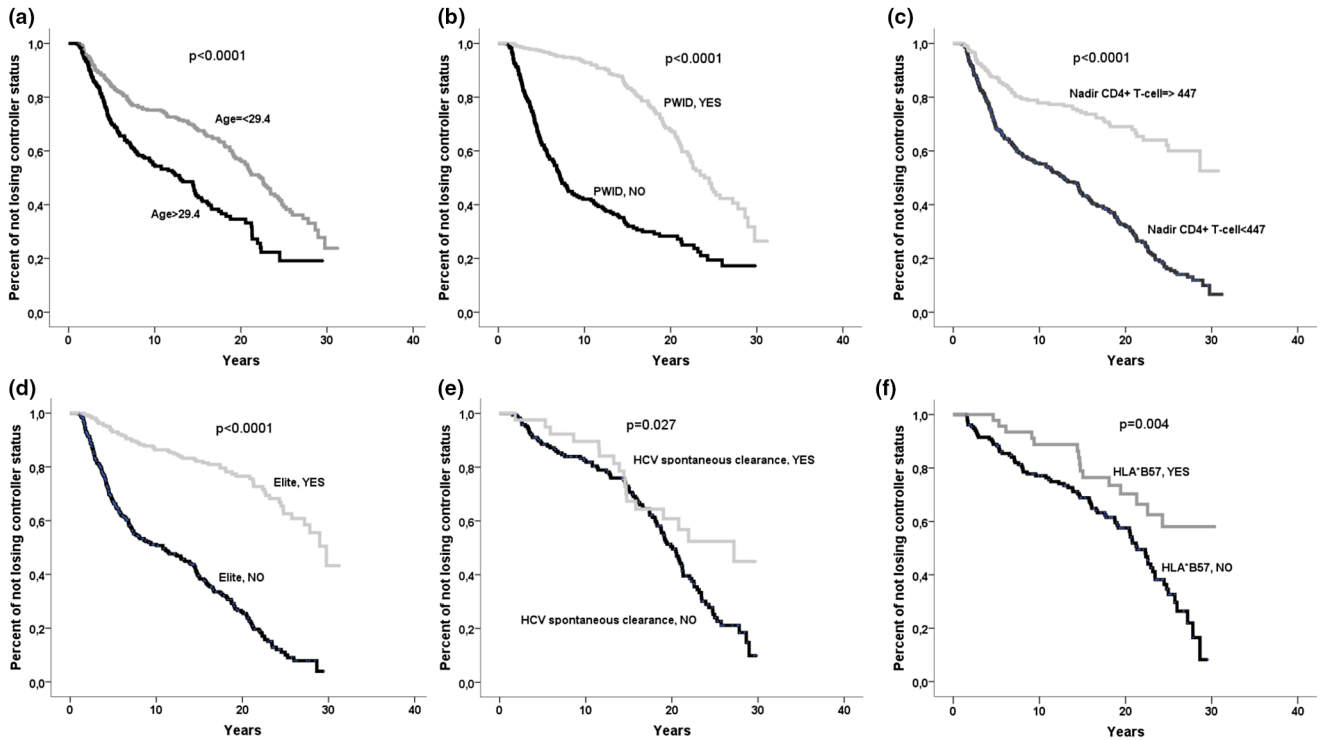 (a)
Percent of not losing controller status
1,0
0,8
0,6
0,4
0,2
0,0
p<0.0001
Age=<29.4
Age>29.4
0 10 20 30 40
Years
(b)
Percent of not losing controller status
1,0
0,8
0,6
0,4
0,2
0,0
p<0.0001
PWID, YES
PWID, NO
0 10 20 30 40
Years
(c)
Percent of not losing controller status
1,0
0,8
0,6
0,4
0,2
0,0
p<0.0001
Nadir CD4+ T-cell=> 447
Nadir CD4+ T-cell<447
0 10 20 30 40
Years
(d)
Percent of not losing controller status
1,0
0,8
0,6
0,4
0,2
0,0
p<0.0001
Elite, YES
Elite, NO
0 10 20 30 40
Years
(e)
Percent of not losing controller status
1,0
0,8
0,6
0,4
0,2
0,0
p=0.027
HCV spontaneous clearance, YES
HCV spontaneous clearance, NO
0 10 20 30 40
Years
(f)
Percent of not losing controller status
1,0
0,8
0,6
0,4
0,2
0,0
p=0.004
HLA*B57, YES
HLA*B57, NO
0 10 20 30 40
Years